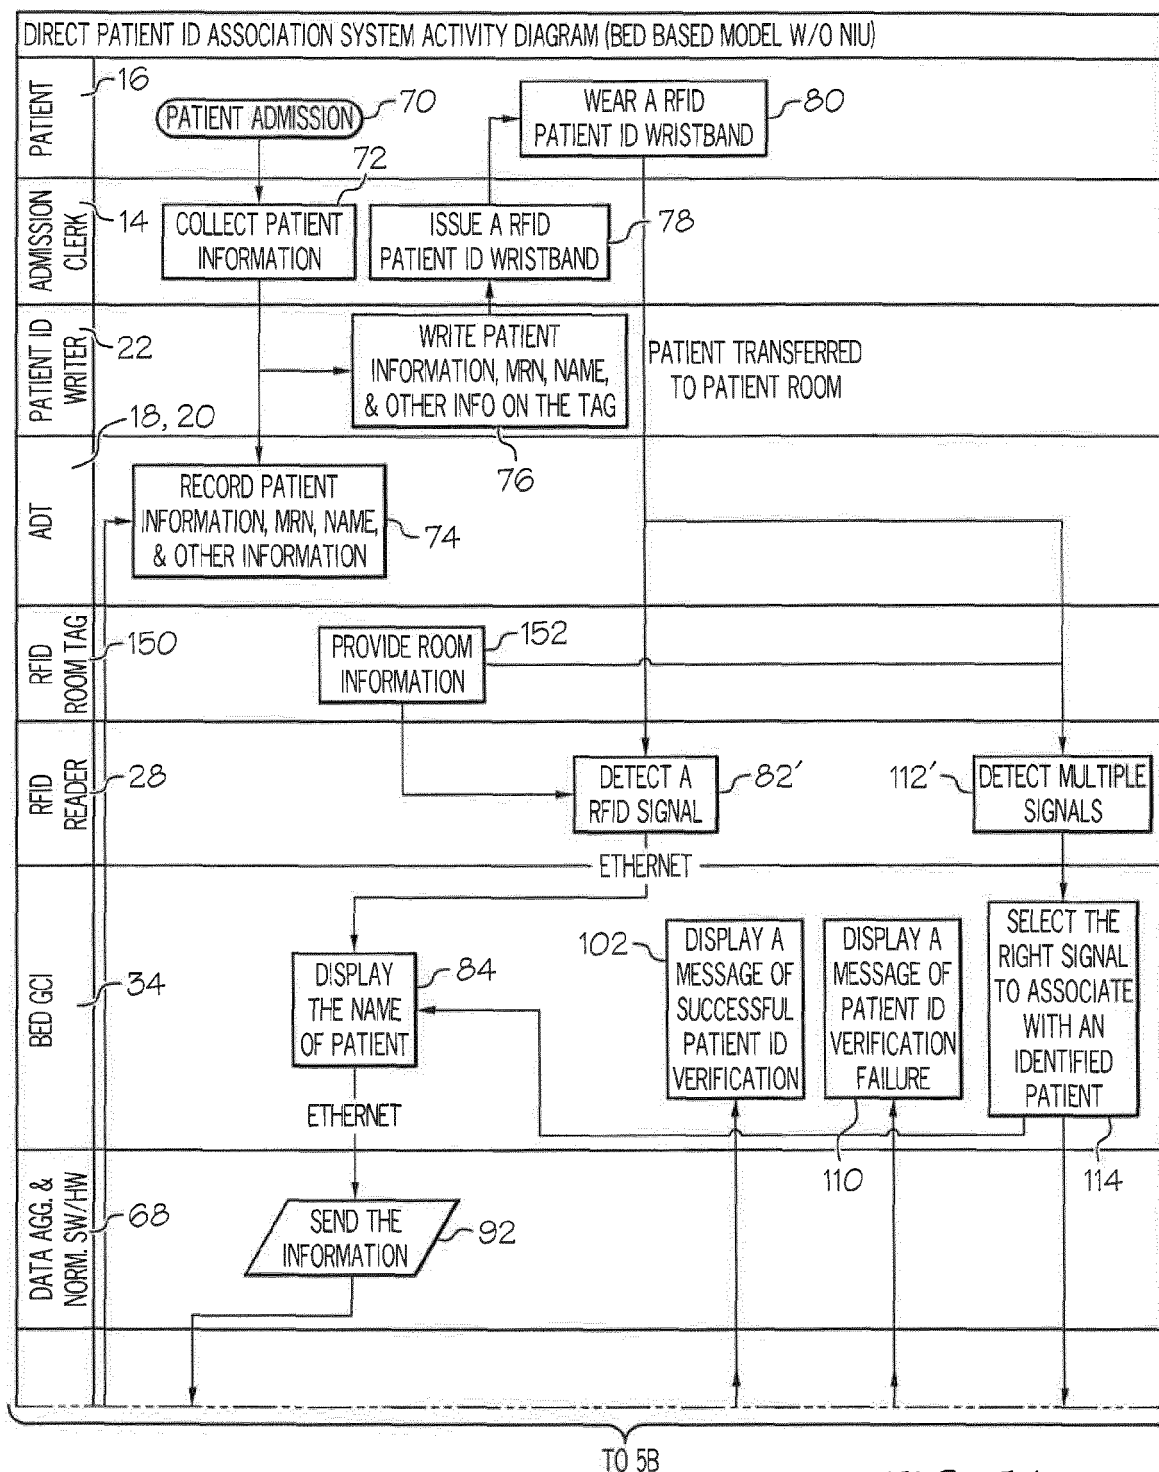 DIRECT PATIENT ID ASSOCIATION SYSTEM ACTIVITY DIAGRAM (BED BASED MODEL W/O NIU)
PATIENT
16
PATIENT ADMISSION
70
WEAR A RFID
PATIENT ID WRISTBAND
80
ADMISSION
CLERK
14
72
COLLECT PATIENT
INFORMATION
ISSUE A RFID
PATIENT ID WRISTBAND
78
PATIENT ID
WRITER
22
WRITE PATIENT
INFORMATION, MRN, NAME,
& OTHER INFO ON THE TAG
76
PATIENT TRANSFERRED
TO PATIENT ROOM
ADT
18, 20
RECORD PATIENT
INFORMATION, MRN, NAME,
& OTHER INFORMATION
74
RFID
ROOM TAG
150
PROVIDE ROOM
INFORMATION
152
RFID
READER
28
DETECT A
RFID SIGNAL
82'
112'
DETECT MULTIPLE
SIGNALS
ETHERNET
BED GCI
34
DISPLAY
THE NAME
OF PATIENT
84
102
DISPLAY A
MESSAGE OF
SUCCESSFUL
PATIENT ID
VERIFICATION
DISPLAY A
MESSAGE OF
PATIENT ID
VERIFICATION
FAILURE
110
SELECT THE
RIGHT SIGNAL
TO ASSOCIATE
WITH AN
IDENTIFIED
PATIENT
114
ETHERNET
DATA AGG. &
NORM. SW/HW
68
SEND THE
INFORMATION
92
TO 5B